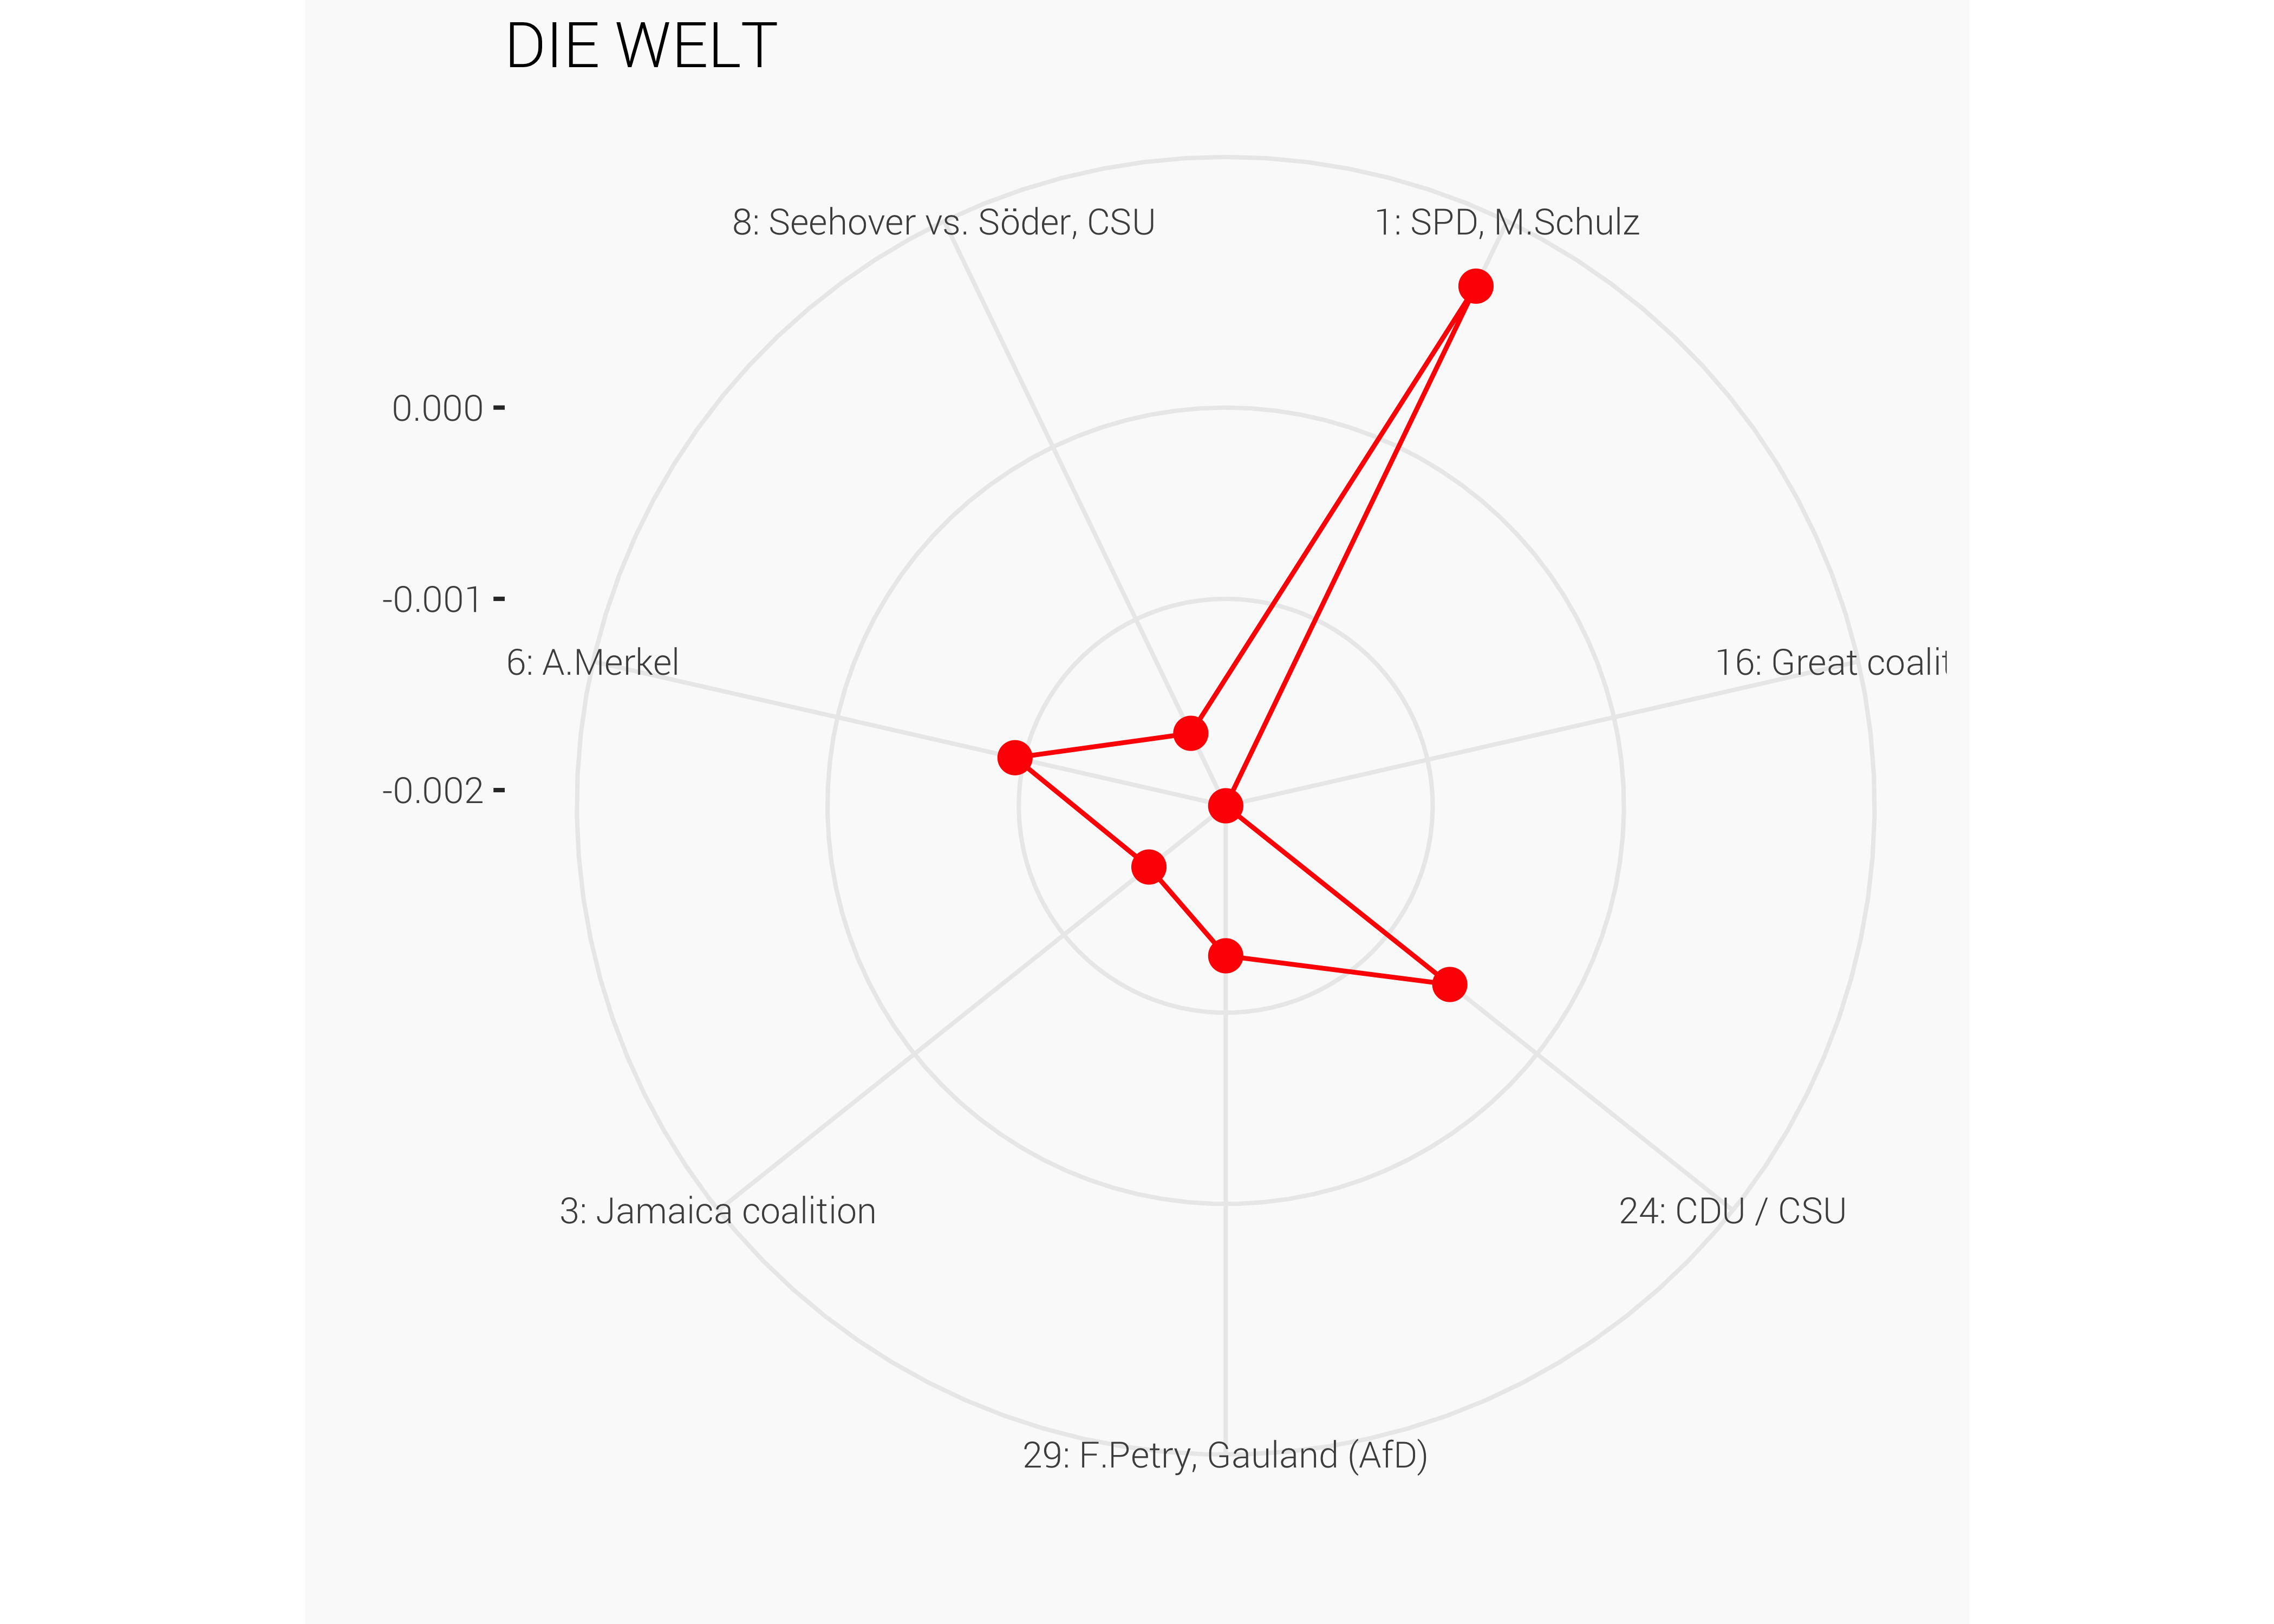 DIE WELT
8: Seehover vs. Söder, CSU
1: SPD, M.Schulz
0.000
-0.001
6: A.Merkel
16: Great coalit
-0.002
3: Jamaica coalition
24: CDU / CSU
29: F.Petry, Gauland (AfD)